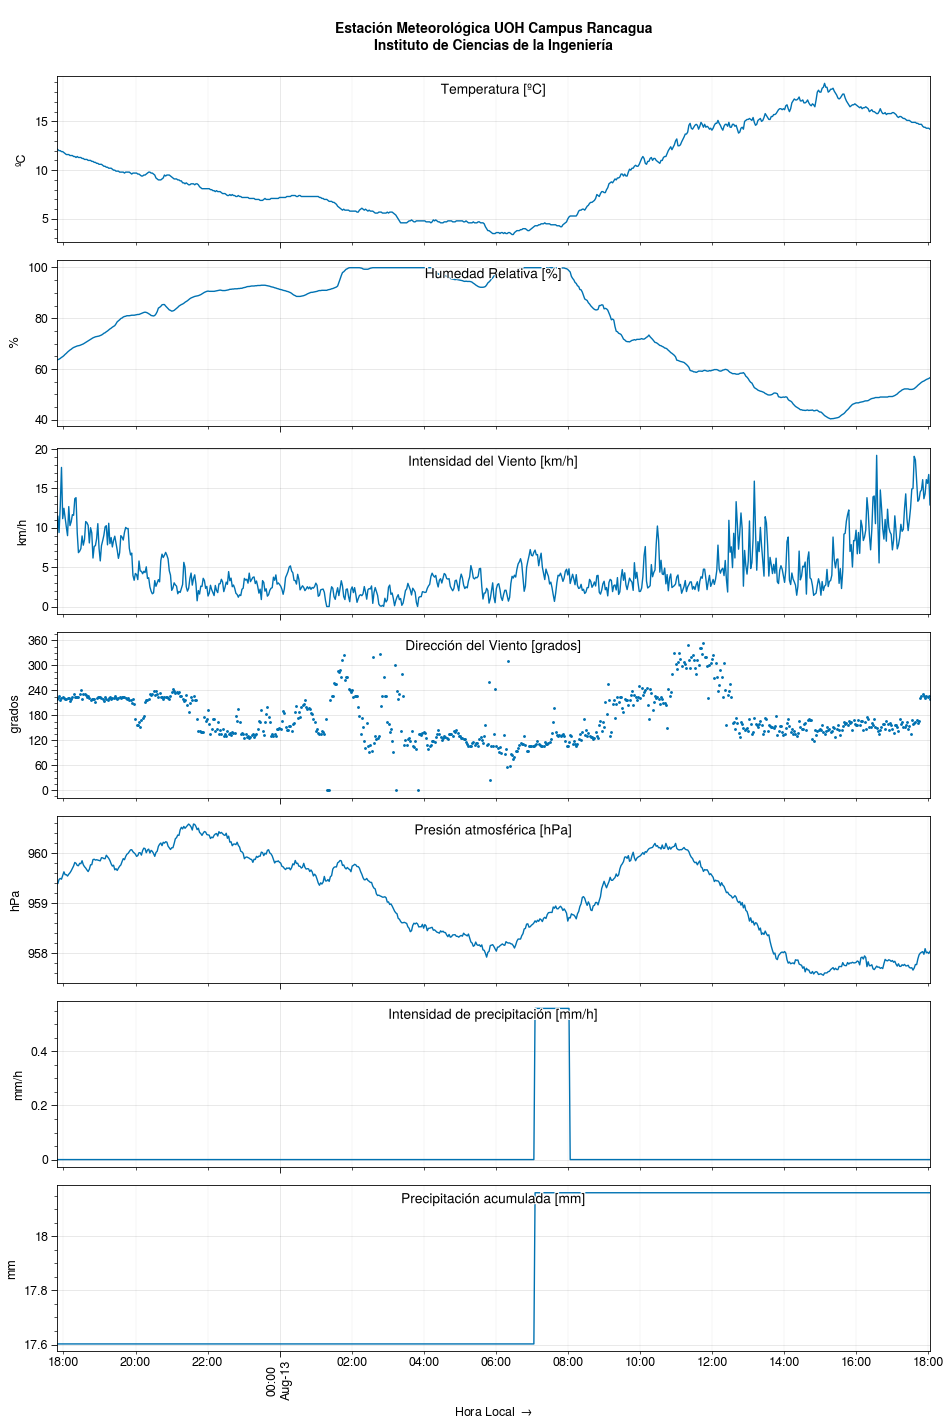 Estación Meteorológica UOH Campus Rancagua
Instituto de Ciencias de la Ingeniería
Temperatura [ºC]
ºC
15
10
5
Humedad Relativa [%]
%
100
80
60
40
Intensidad del Viento [km/h]
km/h
20
15
10
5
0
Dirección del Viento [grados]
grados
360
300
240
180
120
60
0
Presión atmosférica [hPa]
hPa
960
959
958
Intensidad de precipitación [mm/h]
mm/h
0.4
0.2
0
Precipitación acumulada [mm]
mm
18
17.8
17.6
18:00 20:00 22:00 00:00 02:00 04:00 06:00 08:00 10:00 12:00 14:00 16:00 18:00
Aug-13
Hora Local →